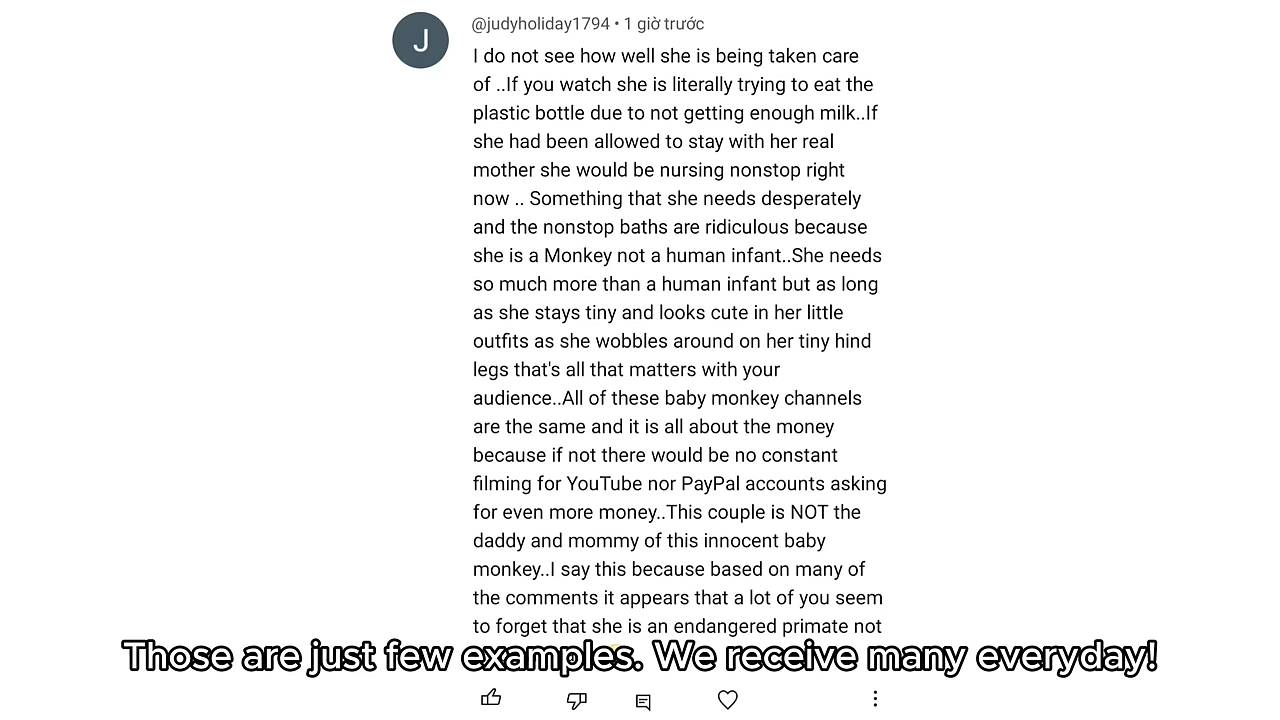 J
@judyholiday1794 • 1 giờ trước
I do not see how well she is being taken care
of ..If you watch she is literally trying to eat the
plastic bottle due to not getting enough milk..If
she had been allowed to stay with her real
mother she would be nursing nonstop right
now .. Something that she needs desperately
and the nonstop baths are ridiculous because
she is a Monkey not a human infant..She needs
so much more than a human infant but as long
as she stays tiny and looks cute in her little
outfits as she wobbles around on her tiny hind
legs that's all that matters with your
audience..All of these baby monkey channels
are the same and it is all about the money
because if not there would be no constant
filming for YouTube nor PayPal accounts asking
for even more money..This couple is NOT the
daddy and mommy of this innocent baby
monkey..I say this because based on many of
the comments it appears that a lot of you seem
to forget that she is an endangered primate not
Those are just few examples. We receive many everyday!